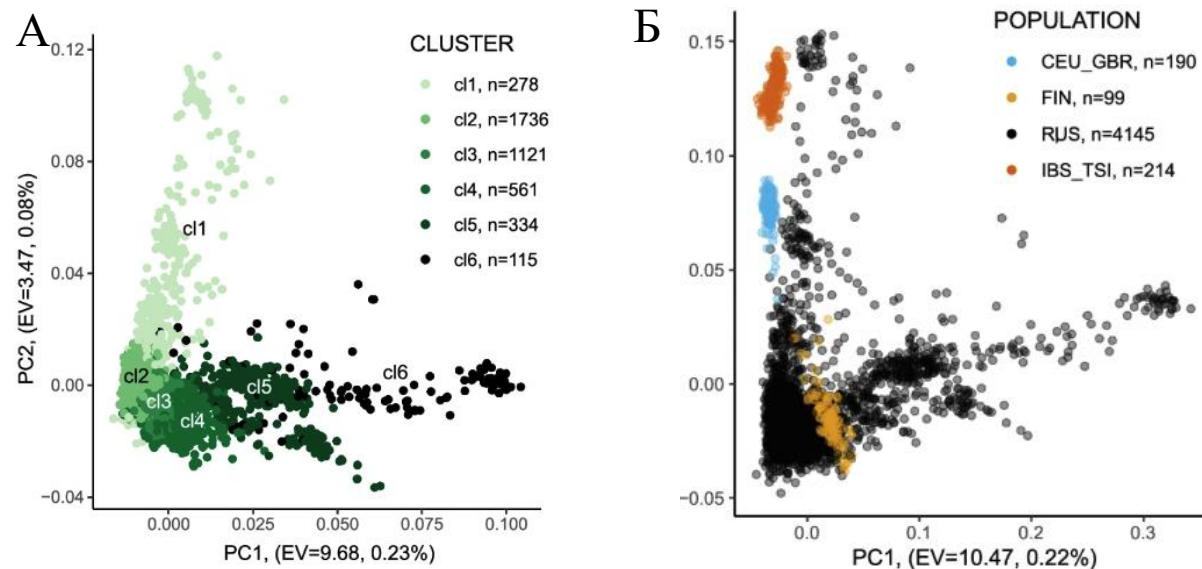 А
CLUSTER
cl1, n=278
cl2, n=1736
cl3, n=1121
cl4, n=561
cl5, n=334
cl6, n=115
0.12
0.08
0.04
0.00
−0.04
cl1
cl2
cl3
cl4
cl5
cl6
PC2, (EV=3.47, 0.08%)
0.000
0.025
0.050
0.075
0.100
PC1, (EV=9.68, 0.23%)
Б
POPULATION
CEU_GBR, n=190
FIN, n=99
RUS, n=4145
IBS_TSI, n=214
0.15
0.10
0.05
0.00
−0.05
0.0
0.1
0.2
0.3
PC1, (EV=10.47, 0.22%)